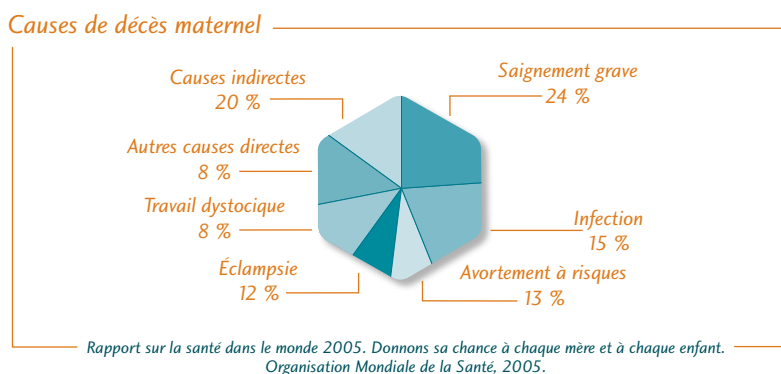 Causes de décès maternel
Causes indirectes
20 %
Saignement grave
24 %
Autres causes directes
8 %
Travail dystocique
8 %
Infection
15 %
Éclampsie
12 %
Avortement à risques
13 %
Rapport sur la santé dans le monde 2005. Donnons sa chance à chaque mère et à chaque enfant.
Organisation Mondiale de la Santé, 2005.